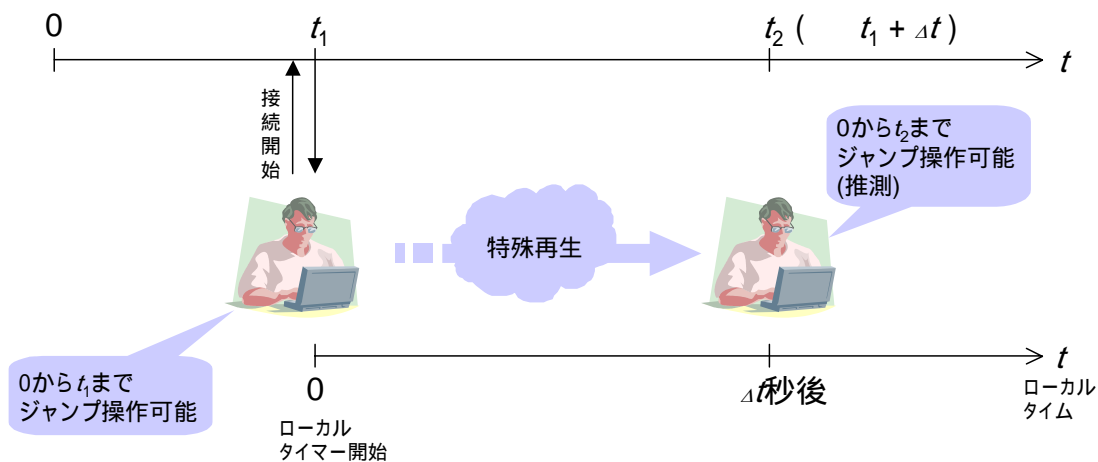 0
t₁
t₂ ( t₁ + Δt )
t
接続開始
0からt₂まで
ジャンプ操作可能
(推測)
特殊再生
0からt₁まで
ジャンプ操作可能
0
ローカル
タイマー開始
Δt秒後
t
ローカル
タイム